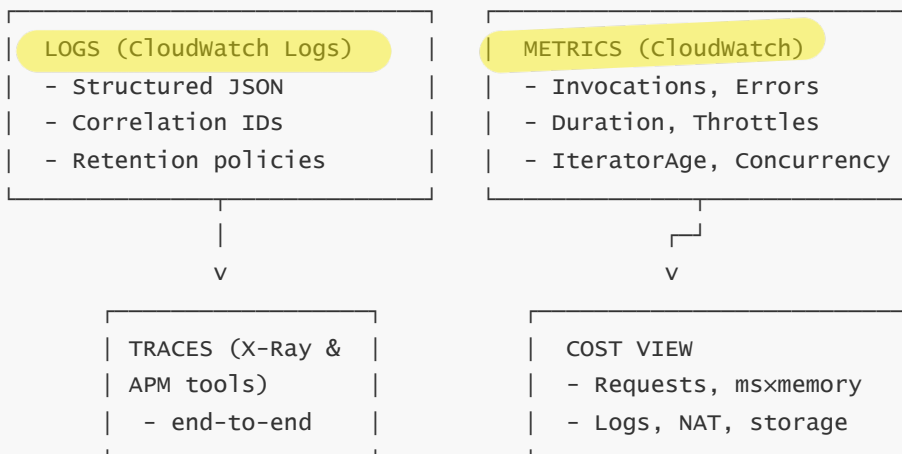 LOGS (CloudWatch Logs)
- Structured JSON
- Correlation IDs
- Retention policies
METRICS (CloudWatch)
- Invocations, Errors
- Duration, Throttles
- IteratorAge, Concurrency
v
v
TRACES (X-Ray &
APM tools)
- end-to-end
COST VIEW
- Requests, ms×memory
- Logs, NAT, storage